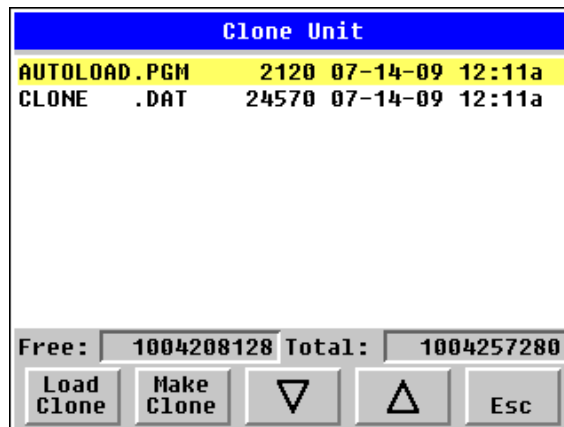 Clone Unit
AUTOLOAD.PGM 2120 07-14-09 12:11a
CLONE .DAT 24570 07-14-09 12:11a
Free: 1004208128 Total: 1004257280
Load Clone Make Clone Esc